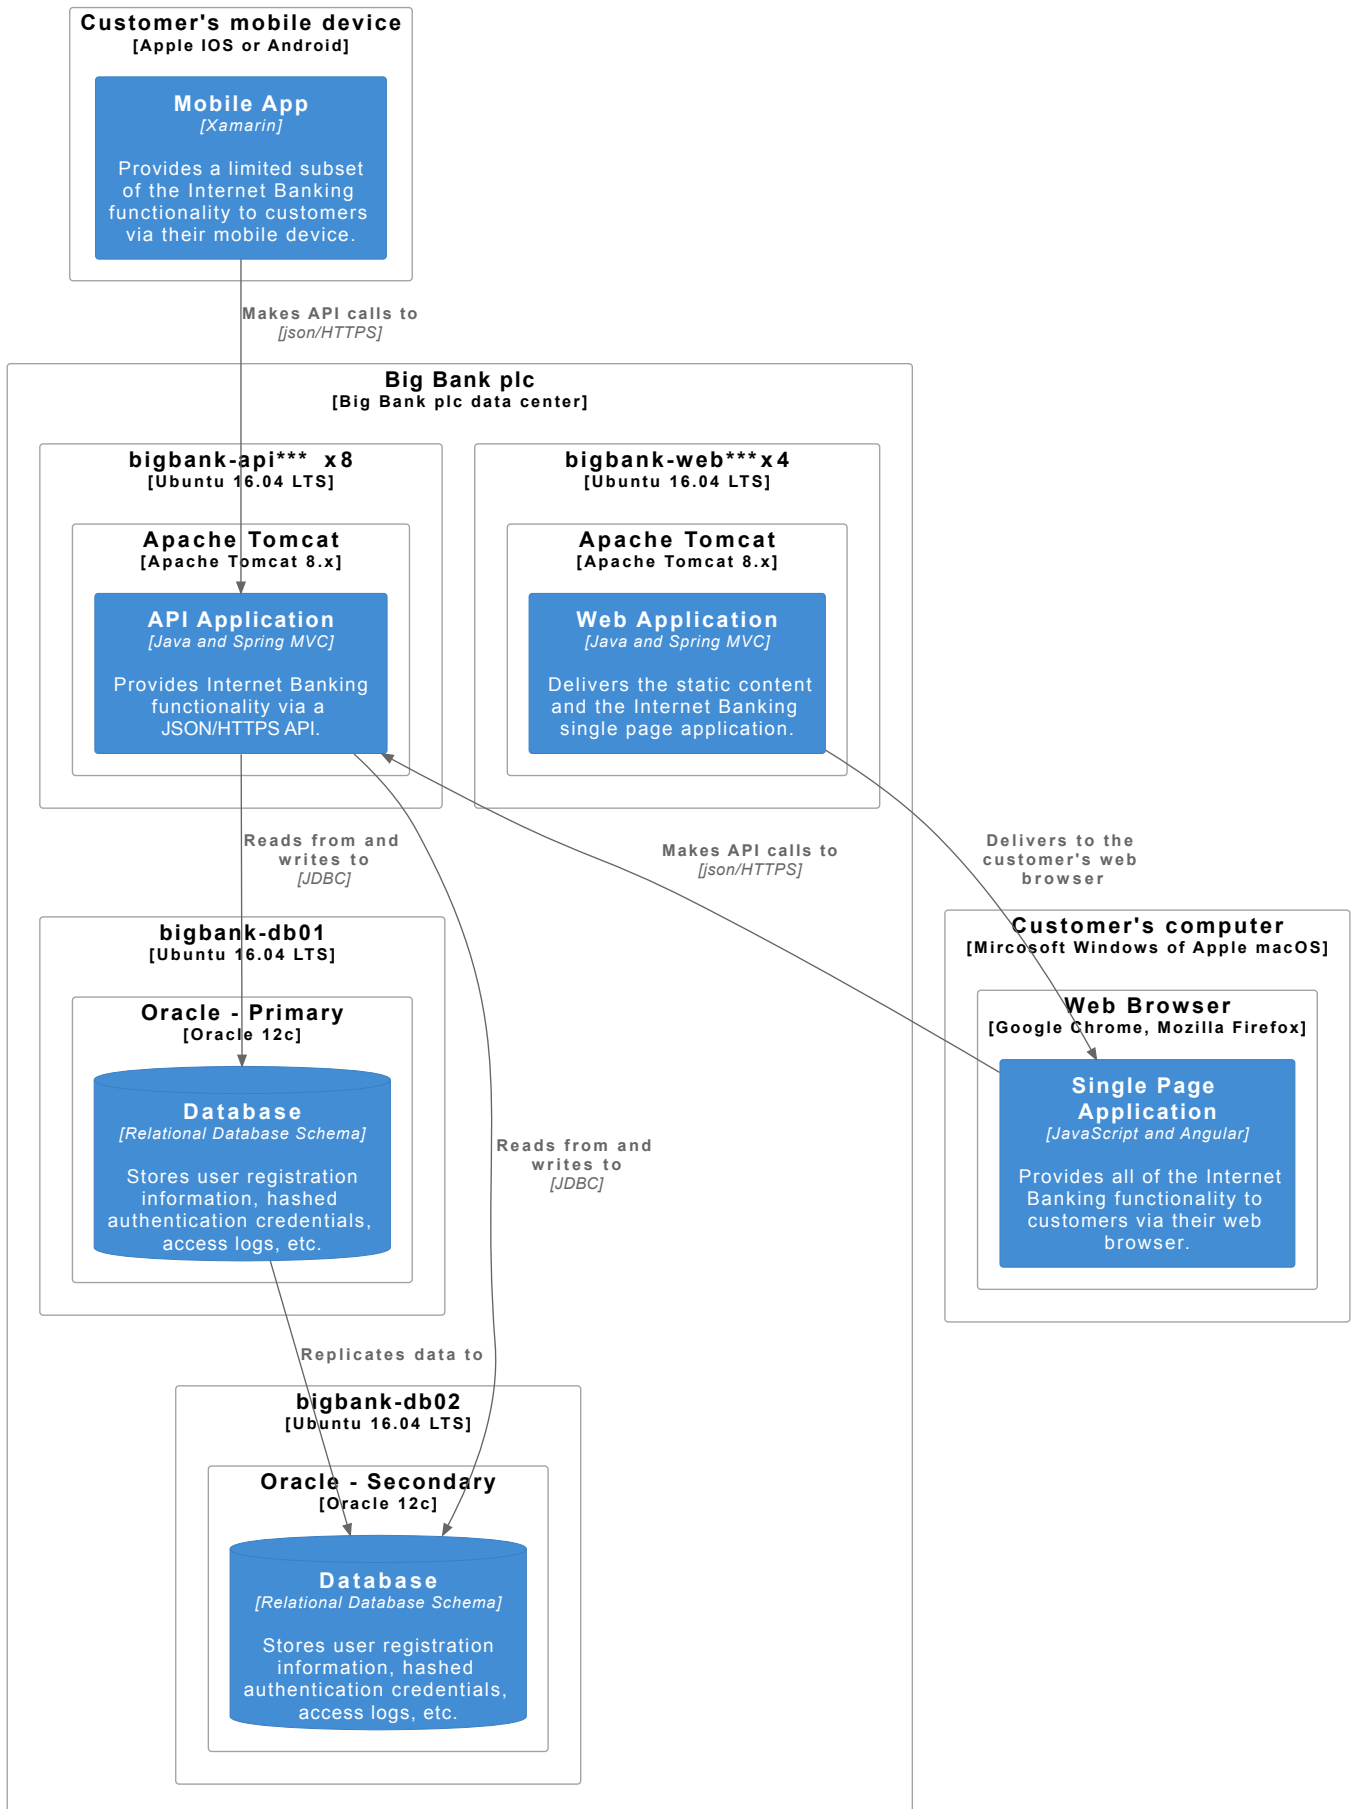 Customer's mobile device
[Apple IOS or Android]
Mobile App
[Xamarin]
Provides a limited subset
of the Internet Banking
functionality to customers
via their mobile device.
Makes API calls to
[json/HTTPS]
Big Bank plc
[Big Bank plc data center]
bigbank-api*** x8
[Ubuntu 16.04 LTS]
Apache Tomcat
[Apache Tomcat 8.x]
API Application
[Java and Spring MVC]
Provides Internet Banking
functionality via a
JSON/HTTPS API.
bigbank-web***x4
[Ubuntu 16.04 LTS]
Apache Tomcat
[Apache Tomcat 8.x]
Web Application
[Java and Spring MVC]
Delivers the static content
and the Internet Banking
single page application.
Reads from and
writes to
[JDBC]
Makes API calls to
[json/HTTPS]
Delivers to the
customer's web
browser
bigbank-db01
[Ubuntu 16.04 LTS]
Oracle - Primary
[Oracle 12c]
Database
[Relational Database Schema]
Stores user registration
information, hashed
authentication credentials,
access logs, etc.
Reads from and
writes to
[JDBC]
Customer's computer
[Mircosoft Windows of Apple macOS]
Web Browser
[Google Chrome, Mozilla Firefox]
Single Page
Application
[JavaScript and Angular]
Provides all of the Internet
Banking functionality to
customers via their web
browser.
Replicates data to
bigbank-db02
[Ubuntu 16.04 LTS]
Oracle - Secondary
[Oracle 12c]
Database
[Relational Database Schema]
Stores user registration
information, hashed
authentication credentials,
access logs, etc.